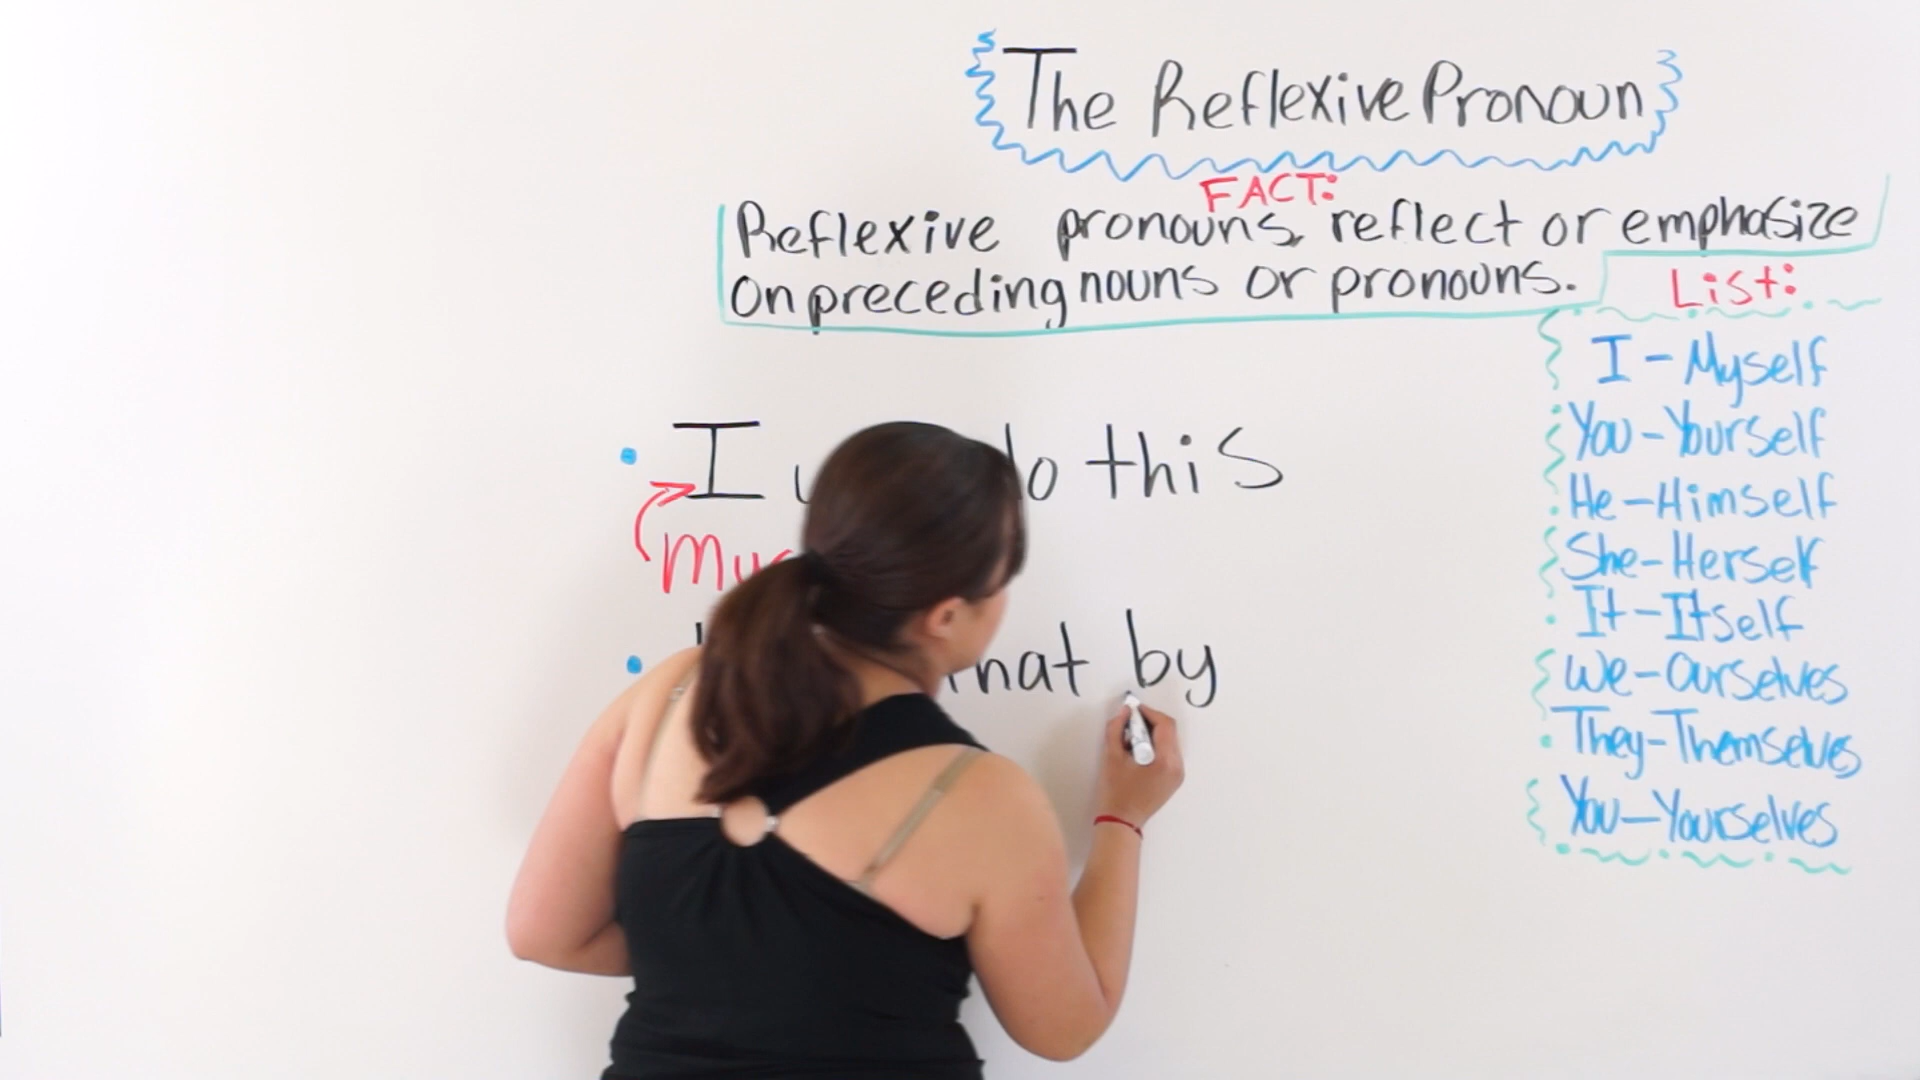 The Reflexive Pronoun
FACT:
Reflexive pronouns, reflect or emphasize
on preceding nouns or pronouns.
List:
I - Myself
You - Yourself
He - Himself
She - Herself
It - Itself
We - Ourselves
They - Themselves
You - Yourselves
I do this
by